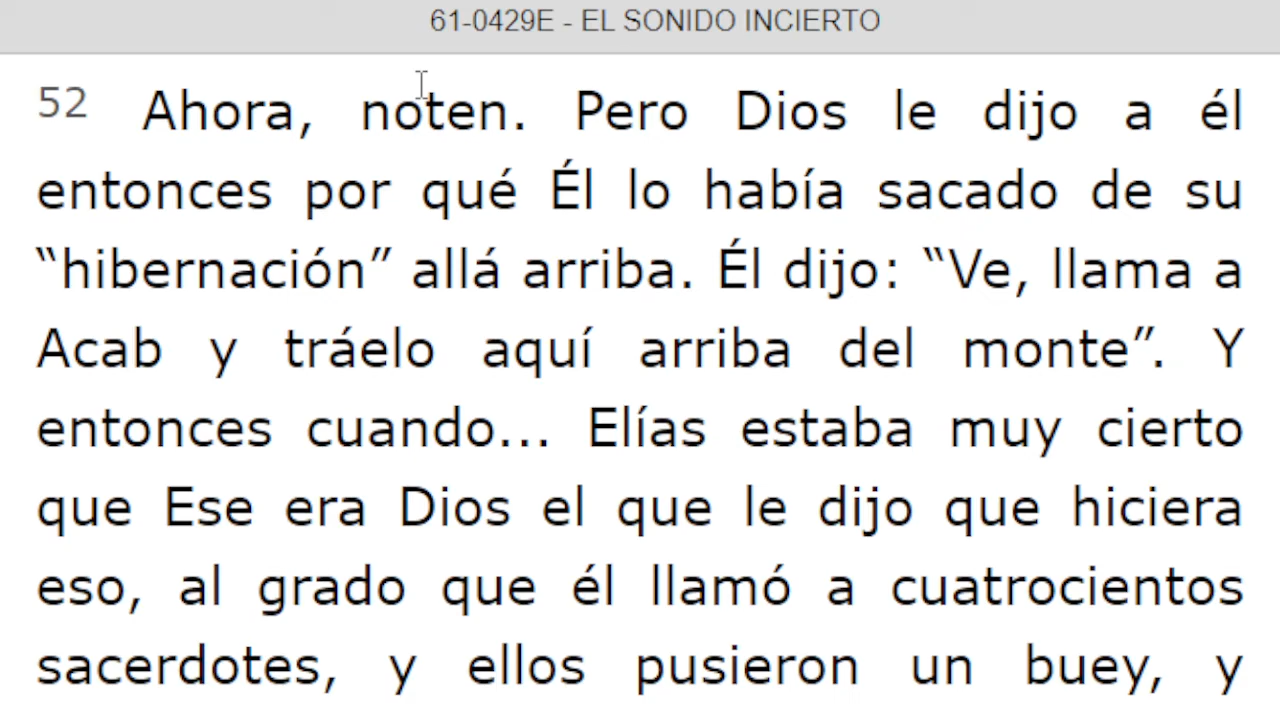 61-0429E - EL SONIDO INCIERTO
52 Ahora, noten. Pero Dios le dijo a él
entonces por qué Él lo había sacado de su
“hibernación” allá arriba. Él dijo: “Ve, llama a
Acab y tráelo aquí arriba del monte”. Y
entonces cuando... Elías estaba muy cierto
que Ese era Dios el que le dijo que hiciera
eso, al grado que él llamó a cuatrocientos
sacerdotes, y ellos pusieron un buey, y